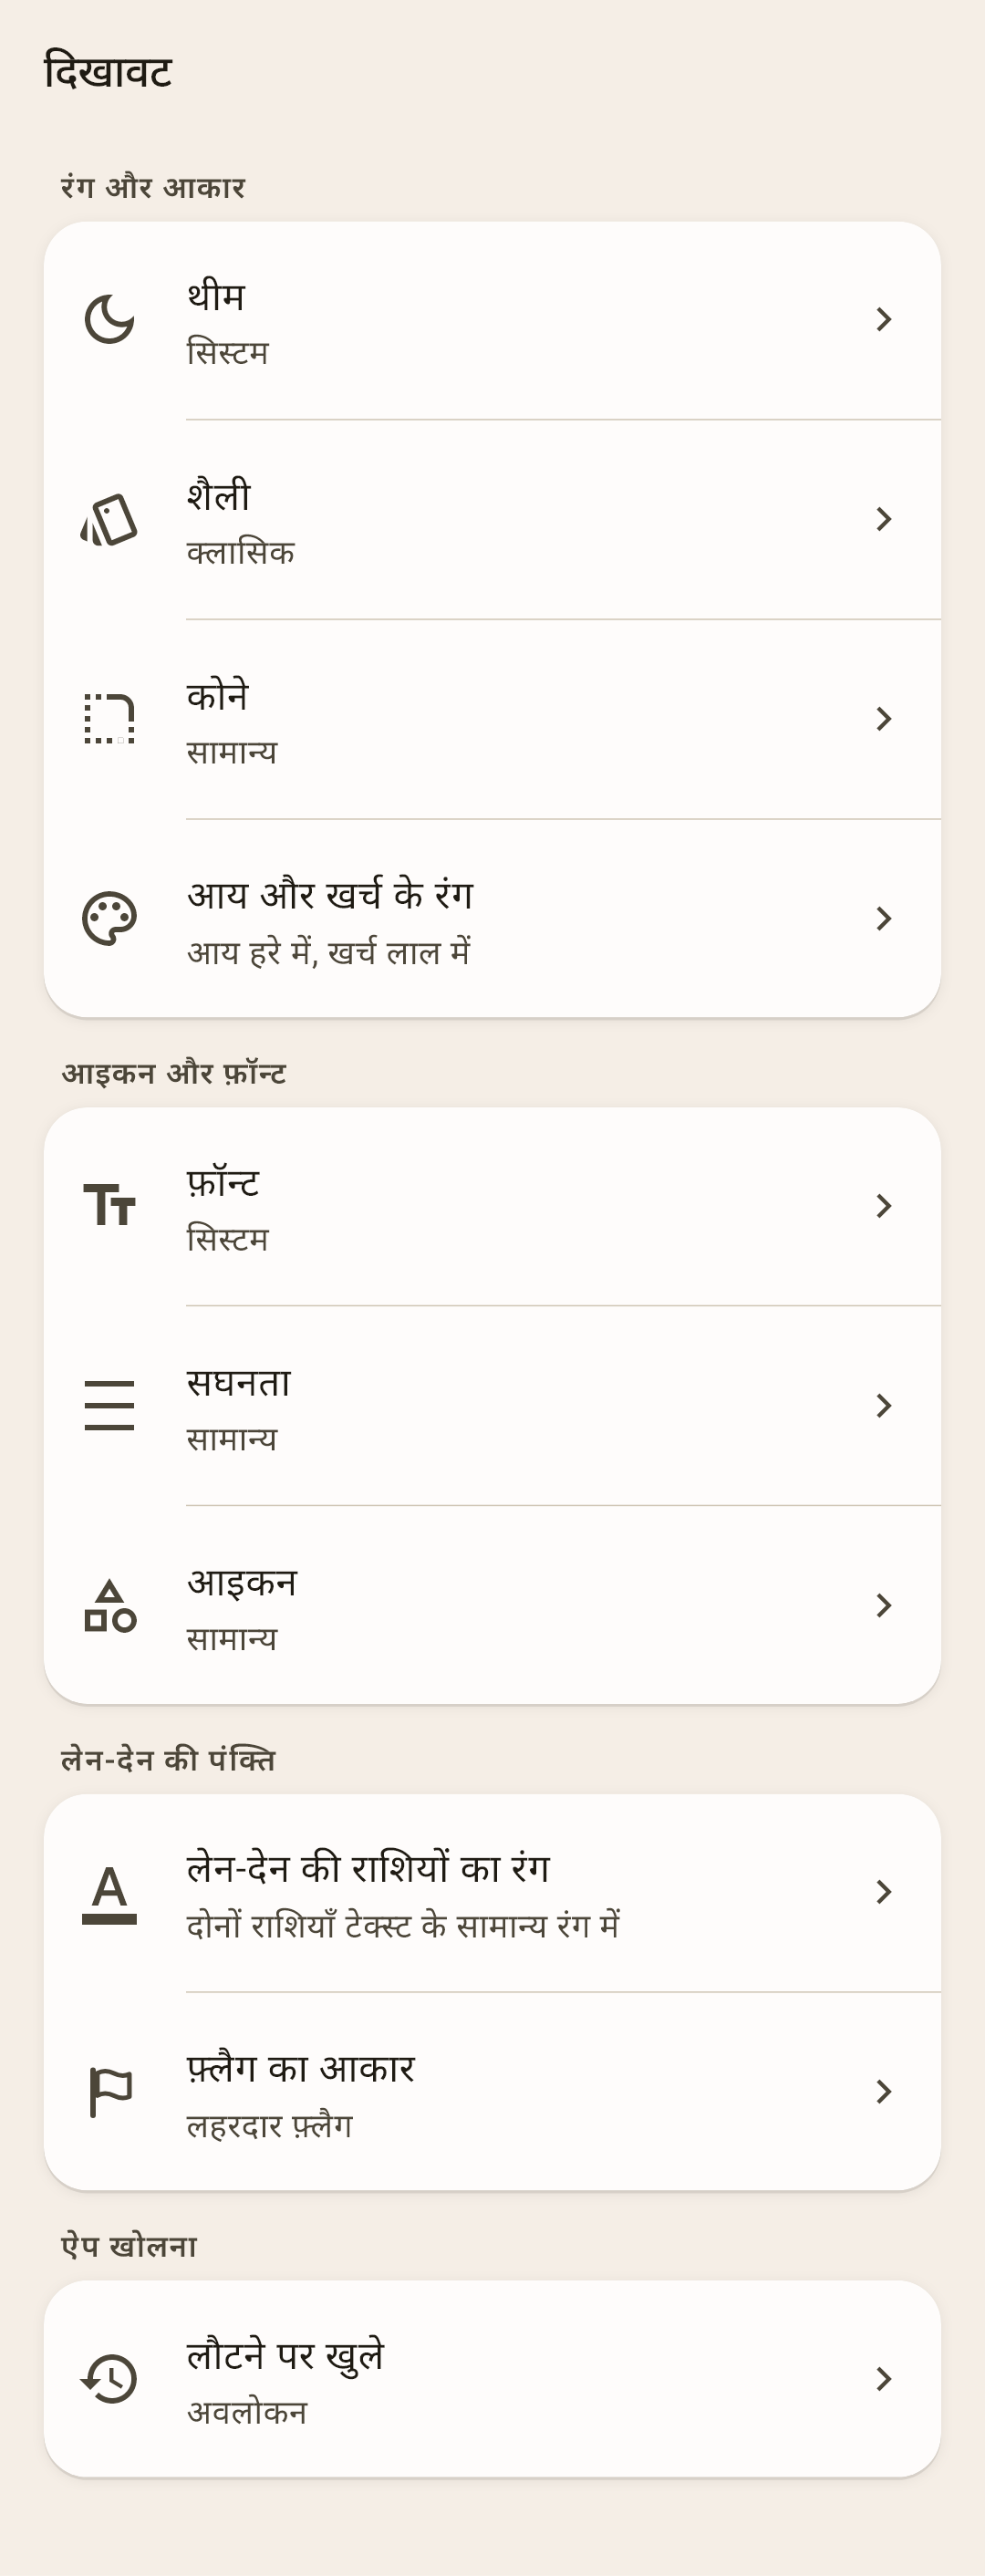 दिखावट
रंग और आकार
थीम
सिस्टम
शैली
क्लासिक
कोने
सामान्य
आय और खर्च के रंग
आय हरे में, खर्च लाल में
आइकन और फ़ॉन्ट
फ़ॉन्ट
सिस्टम
सघनता
सामान्य
आइकन
सामान्य
लेन-देन की पंक्ति
लेन-देन की राशियों का रंग
दोनों राशियाँ टेक्स्ट के सामान्य रंग में
फ़्लैग का आकार
लहरदार फ़्लैग
ऐप खोलना
लौटने पर खुले
अवलोकन